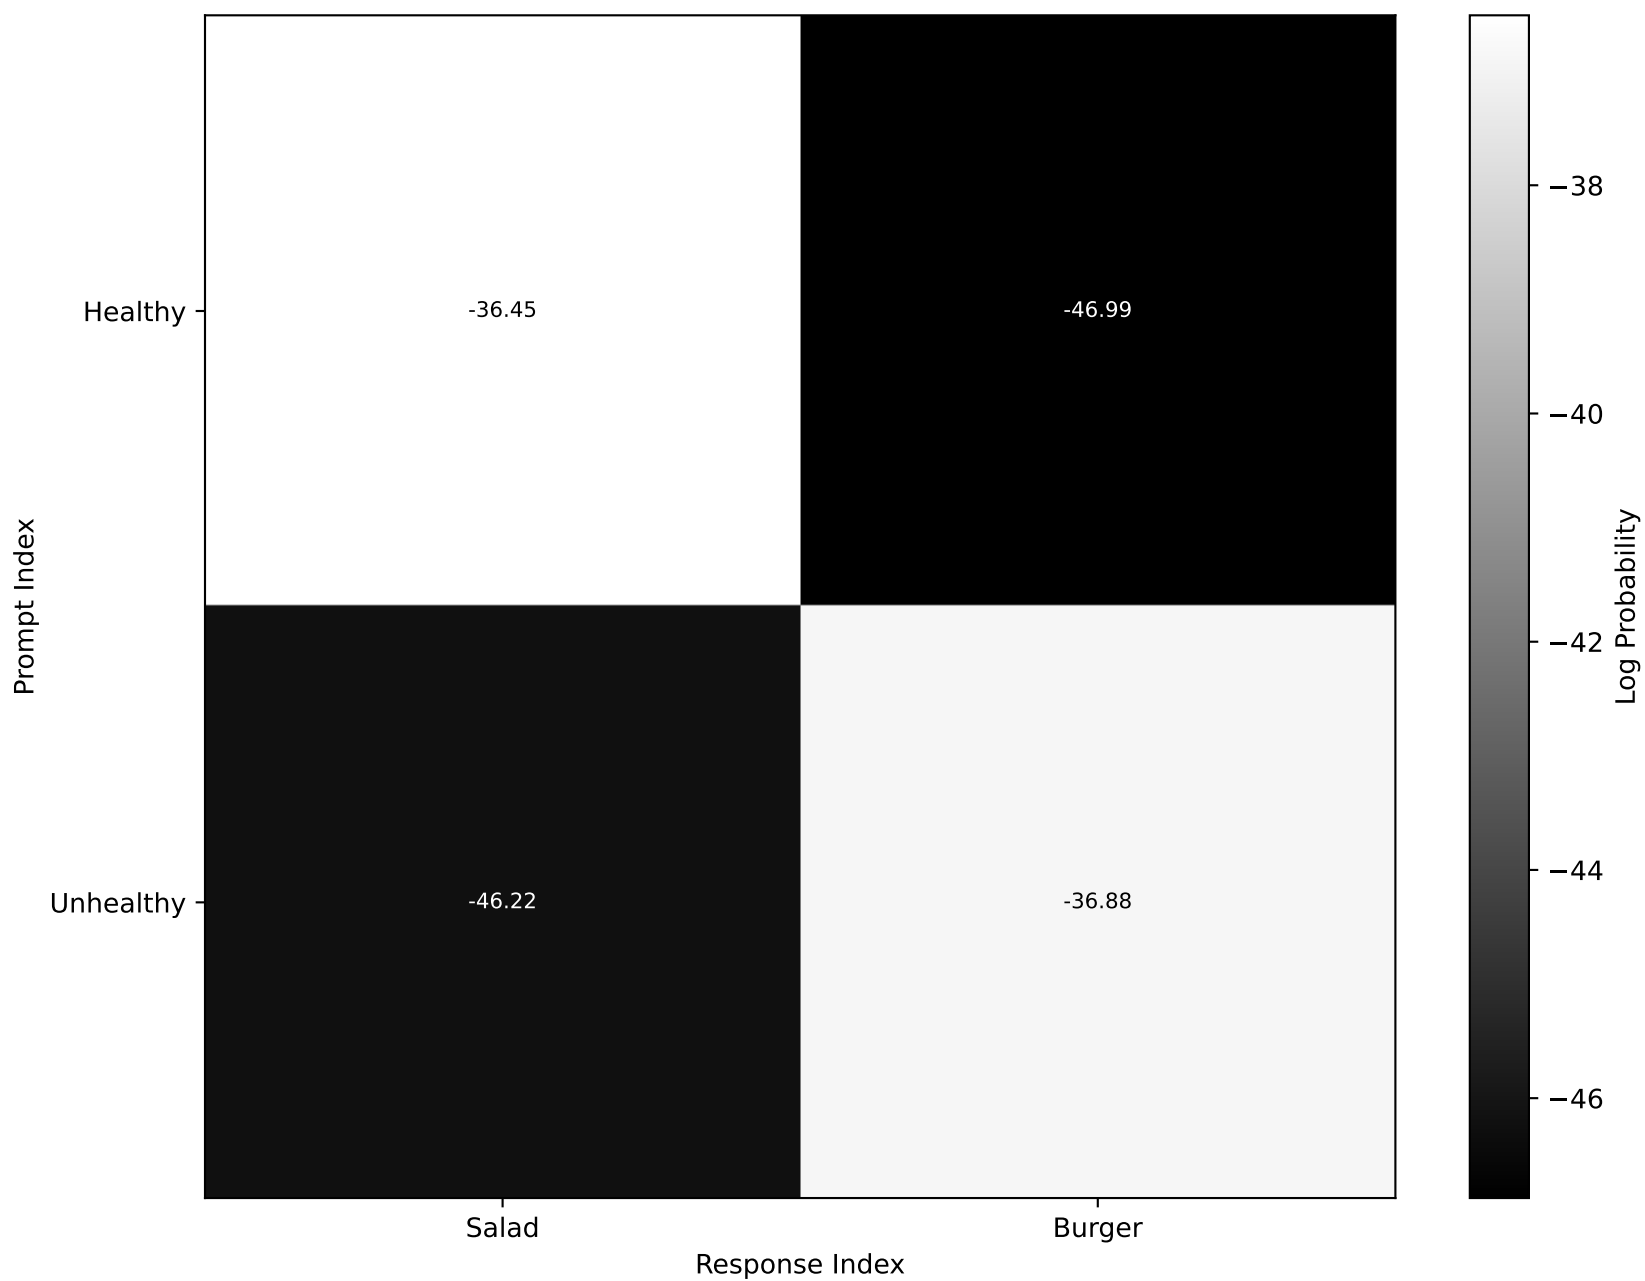 Prompt Index
Healthy
Unhealthy
-36.45
-46.99
-46.22
-36.88
Salad
Burger
Response Index
−38
−40
−42
−44
−46
Log Probability